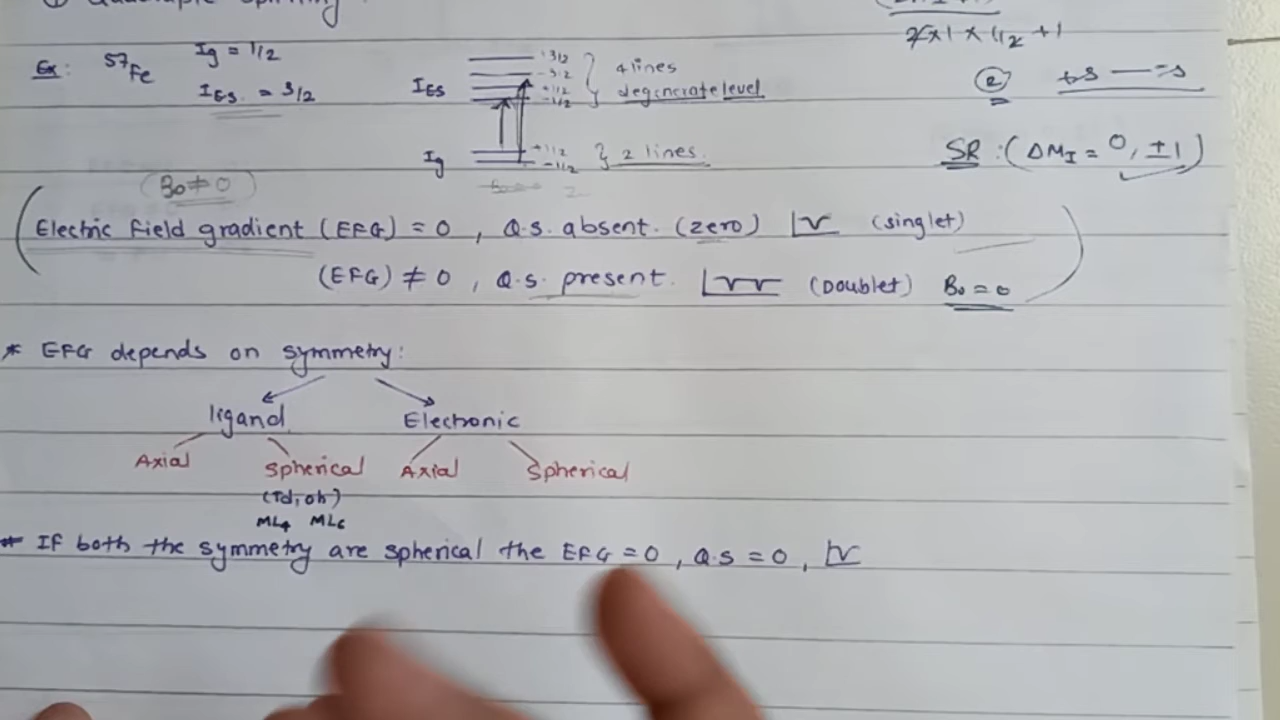 Ex: 57Fe Ig = 1/2
IES. = 3/2
IES +3/2 -3/2 +1/2 -1/2 } 4 lines degenerate level
Ig +1/2 -1/2 } 2 lines.
2x1 x 1/2 +1
②
SR : (ΔMI = 0, ±1)
(B0 ≠ 0)
Electric field gradient (EFG) = 0, Q.S. absent. (zero) (singlet)
(EFG) ≠ 0, Q.S. present. (Doublet) B0 = 0
* EFG depends on symmetry:
ligand Electronic
Axial Spherical Axial Spherical
(Td, oh)
ML4 ML6
* If both the symmetry are spherical the EFG = 0, Q.S = 0,